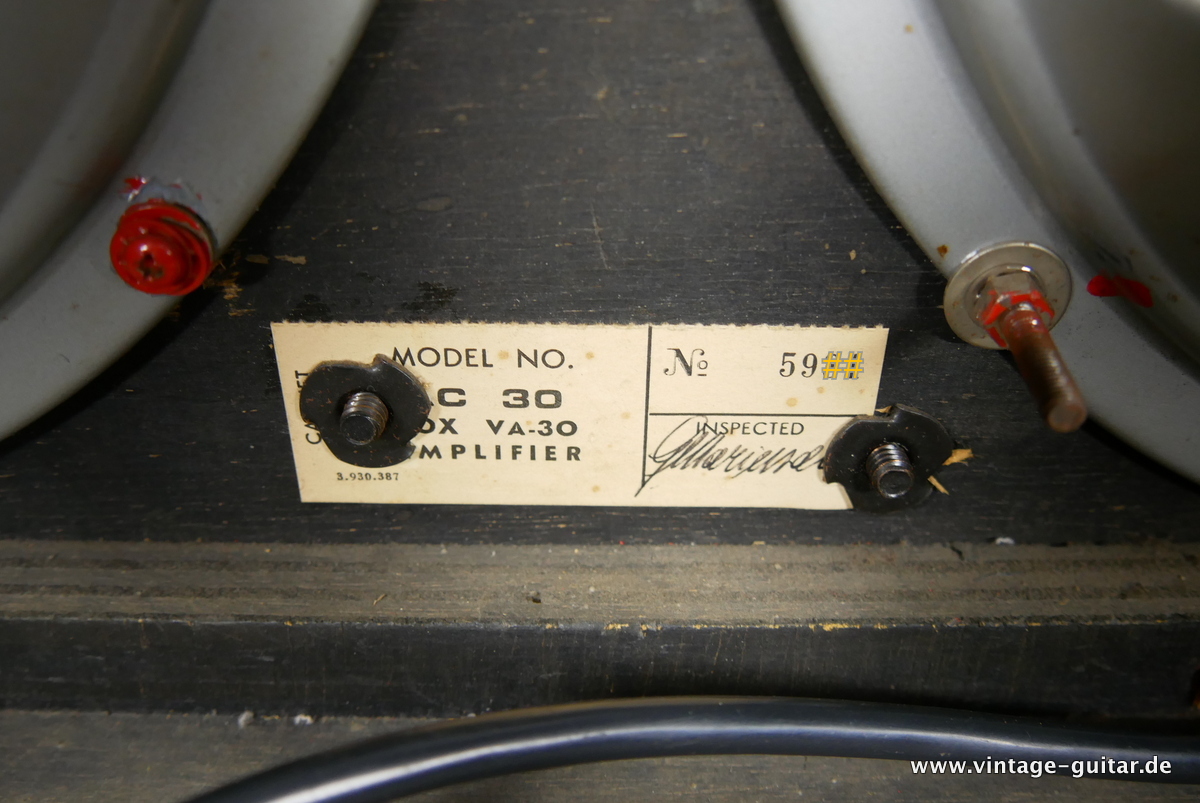 MODEL NO.
C 30
OX VA-30
MPLIFIER
3.930.387
№ 59##
INSPECTED
www.vintage-guitar.de